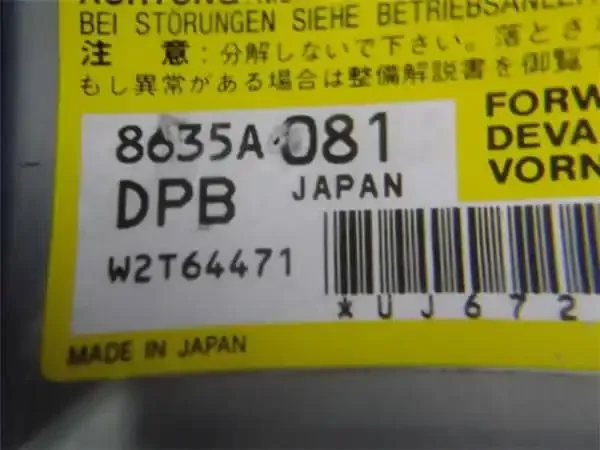 BEI STÖRUNGEN SIEHE BETRIEBSANLEI
注 意:分解しないで下さい。落とさ
もし異常がある場合は整備解説書を御覧下
8635A-081
DPB JAPAN
W2T64471
FORW
DEVA
VORN
*UJ672
MADE IN JAPAN